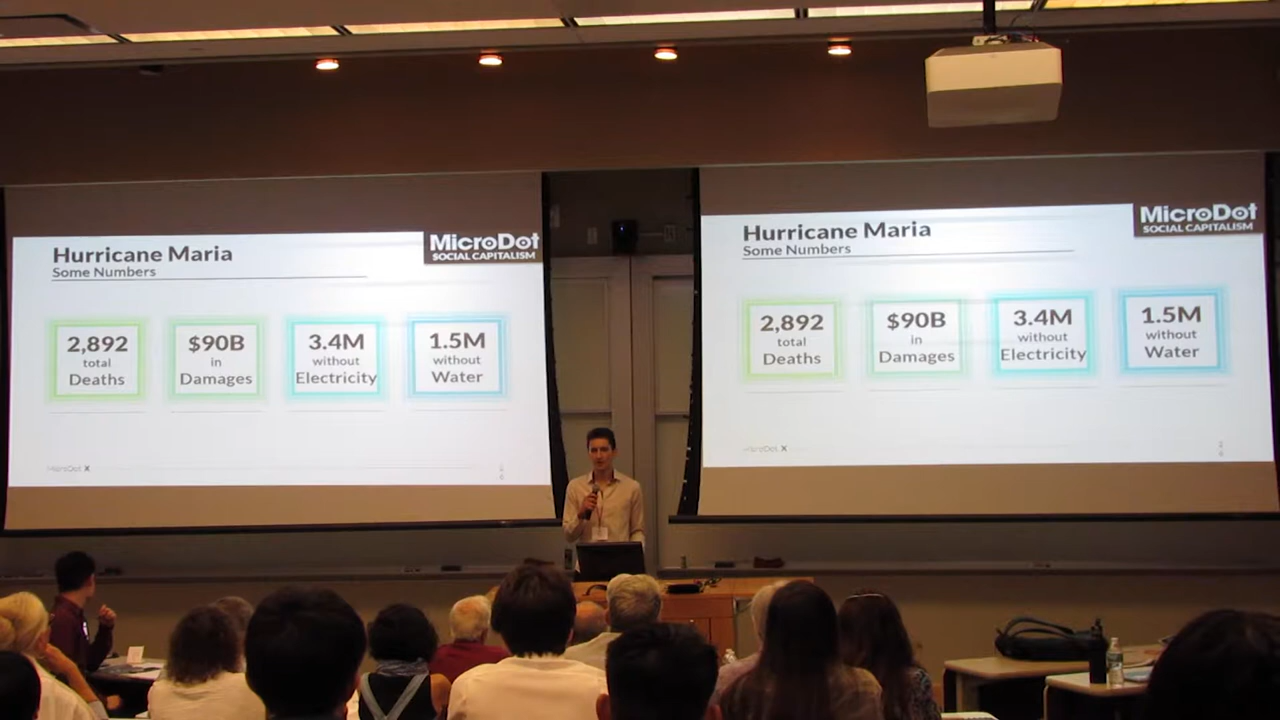 Hurricane Maria
Some Numbers
MicroDot
SOCIAL CAPITALISM
2,892
total
Deaths
$90B
in
Damages
3.4M
without
Electricity
1.5M
without
Water
MicroDot X
Hurricane Maria
Some Numbers
MicroDot
SOCIAL CAPITALISM
2,892
total
Deaths
$90B
in
Damages
3.4M
without
Electricity
1.5M
without
Water
MicroDot X